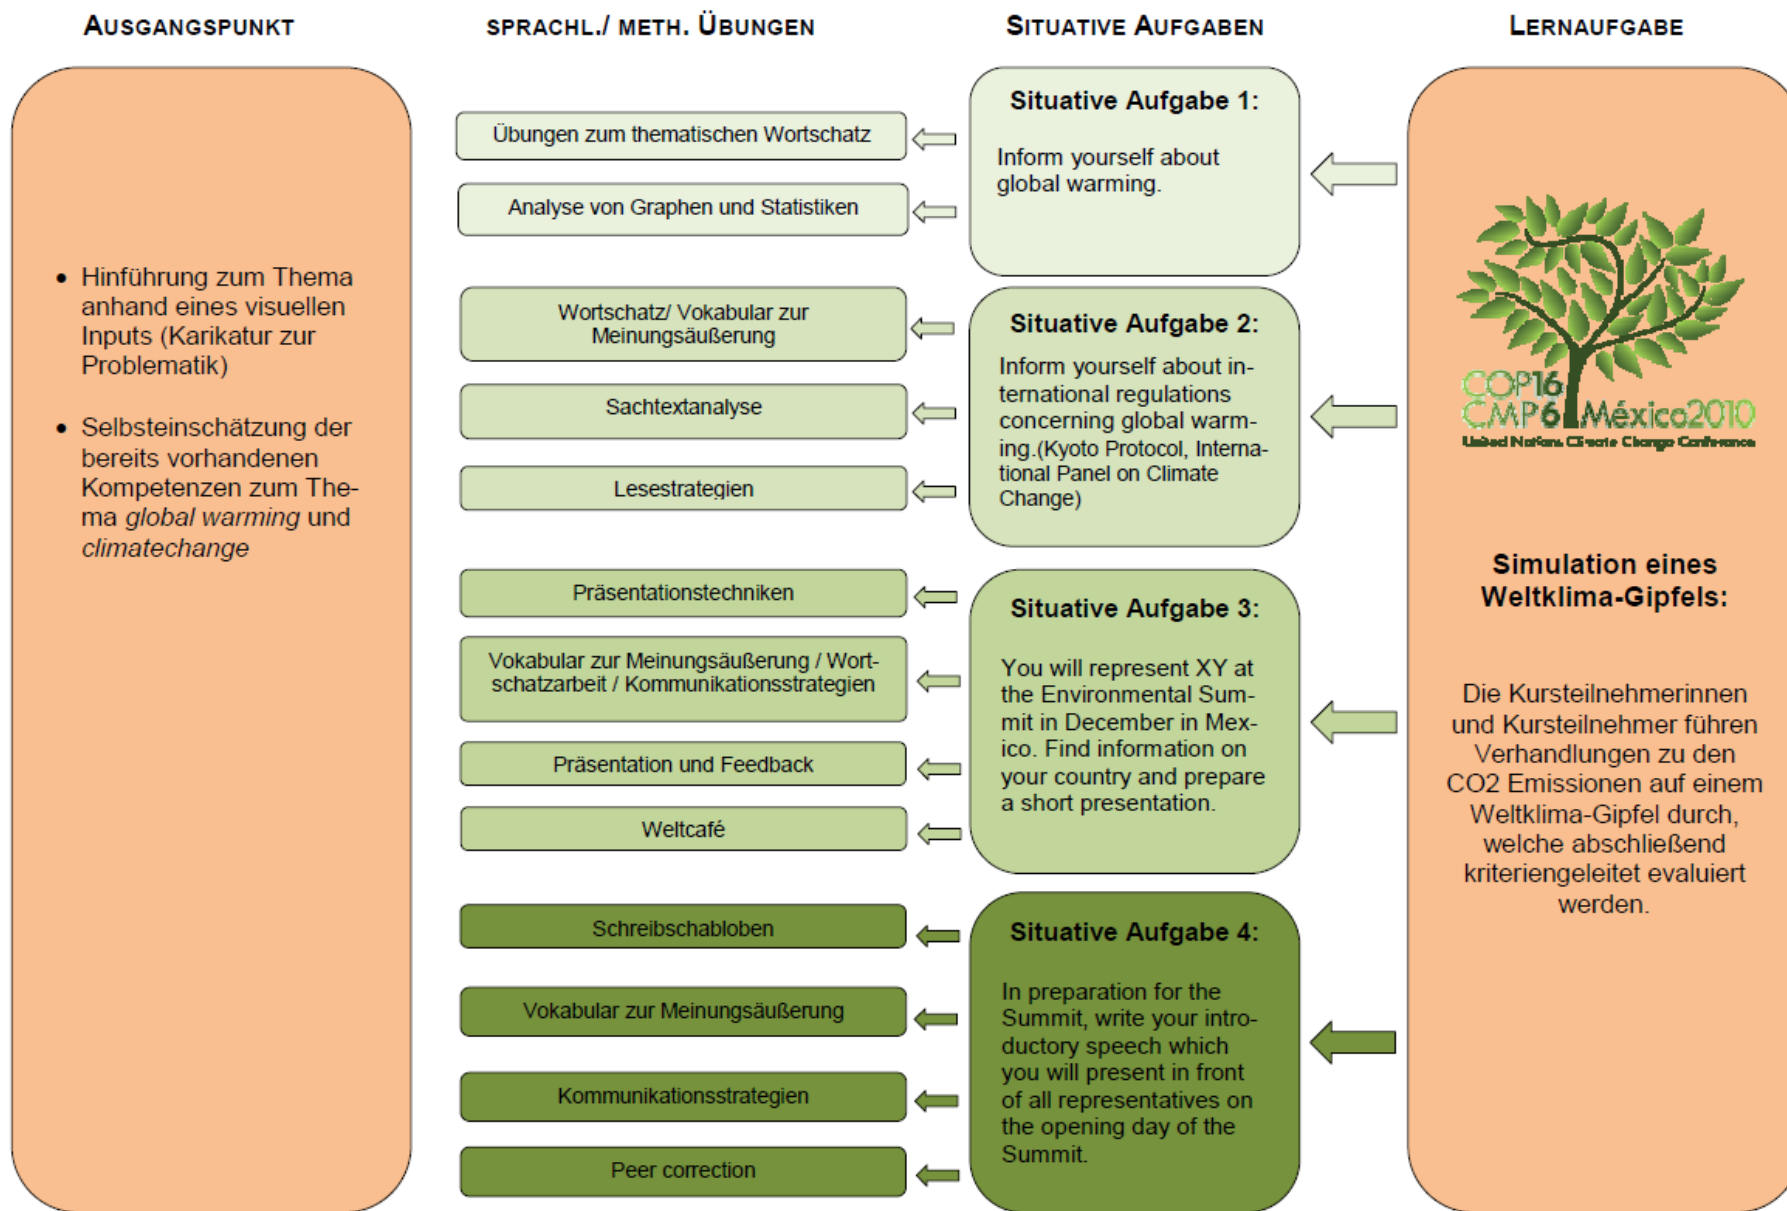 AUSGANGSPUNKT
SPRACHL./ METH. ÜBUNGEN
SITUATIVE AUFGABEN
LERNAUFGABE
• Hinführung zum Thema
anhand eines visuellen
Inputs (Karikatur zur
Problematik)
• Selbsteinschätzung der
bereits vorhandenen
Kompetenzen zum The-
ma global warming und
climatechange
Übungen zum thematischen Wortschatz
Analyse von Graphen und Statistiken
Wortschatz/ Vokabular zur
Meinungsäußerung
Sachtextanalyse
Lesestrategien
Präsentationstechniken
Vokabular zur Meinungsäußerung / Wort-
schatzarbeit / Kommunikationsstrategien
Präsentation und Feedback
Weltcafé
Schreibschabloben
Vokabular zur Meinungsäußerung
Kommunikationsstrategien
Peer correction
Situative Aufgabe 1:
Inform yourself about
global warming.
Situative Aufgabe 2:
Inform yourself about in-
ternational regulations
concerning global warm-
ing.(Kyoto Protocol, Interna-
tional Panel on Climate
Change)
Situative Aufgabe 3:
You will represent XY at
the Environmental Sum-
mit in December in Mex-
ico. Find information on
your country and prepare
a short presentation.
Situative Aufgabe 4:
In preparation for the
Summit, write your intro-
ductory speech which
you will present in front
of all representatives on
the opening day of the
Summit.
COP16
CMP6 México2010
United Nations Climate Change Conference
Simulation eines
Weltklima-Gipfels:
Die Kursteilnehmerinnen
und Kursteilnehmer führen
Verhandlungen zu den
CO2 Emissionen auf einem
Weltklima-Gipfel durch,
welche abschließend
kriteriengeleitet evaluiert
werden.